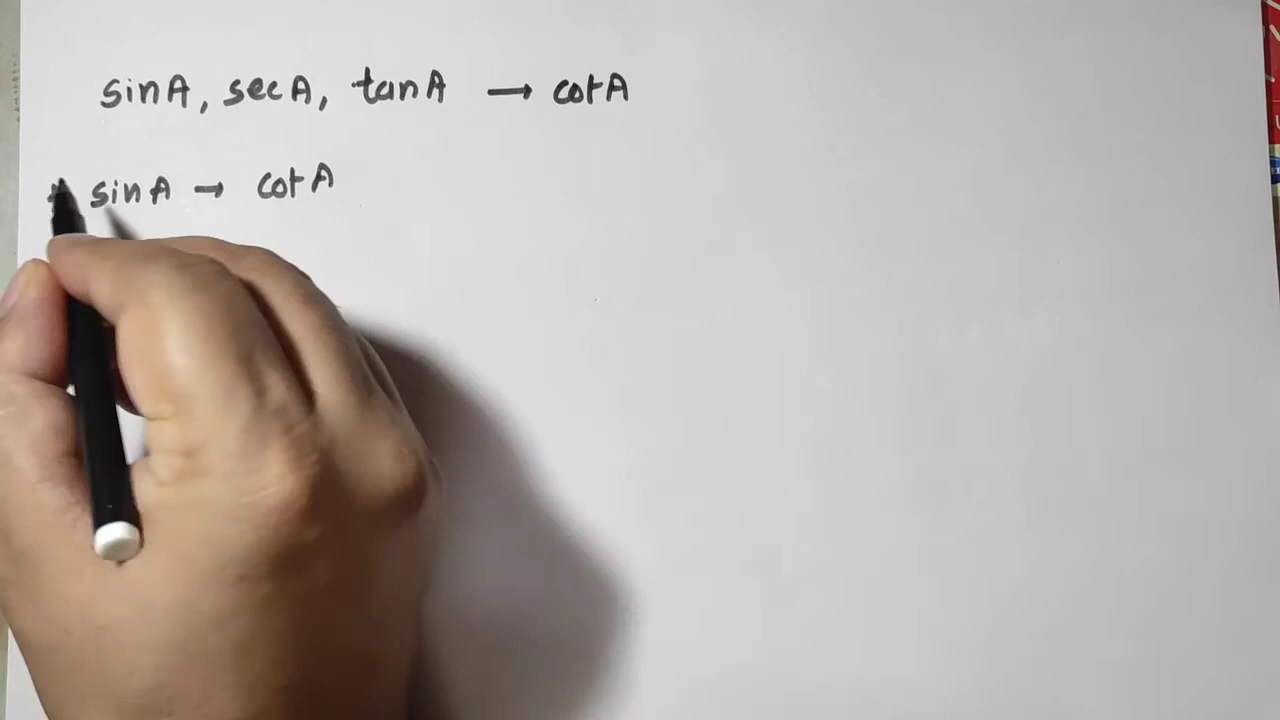 sinA, secA, tanA → cotA
sinA → cotA